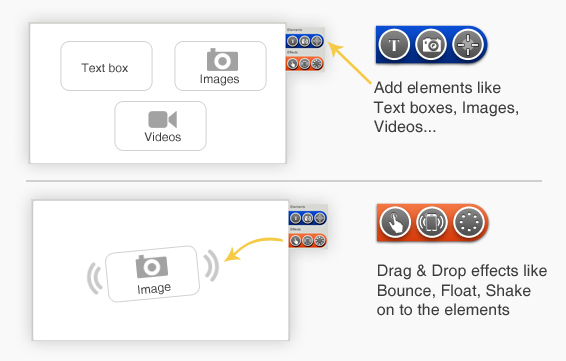 Elements
Effects
Text box
Images
Videos
T
Add elements like
Text boxes, Images,
Videos...
Elements
Effects
Image
Drag & Drop effects like
Bounce, Float, Shake
on to the elements